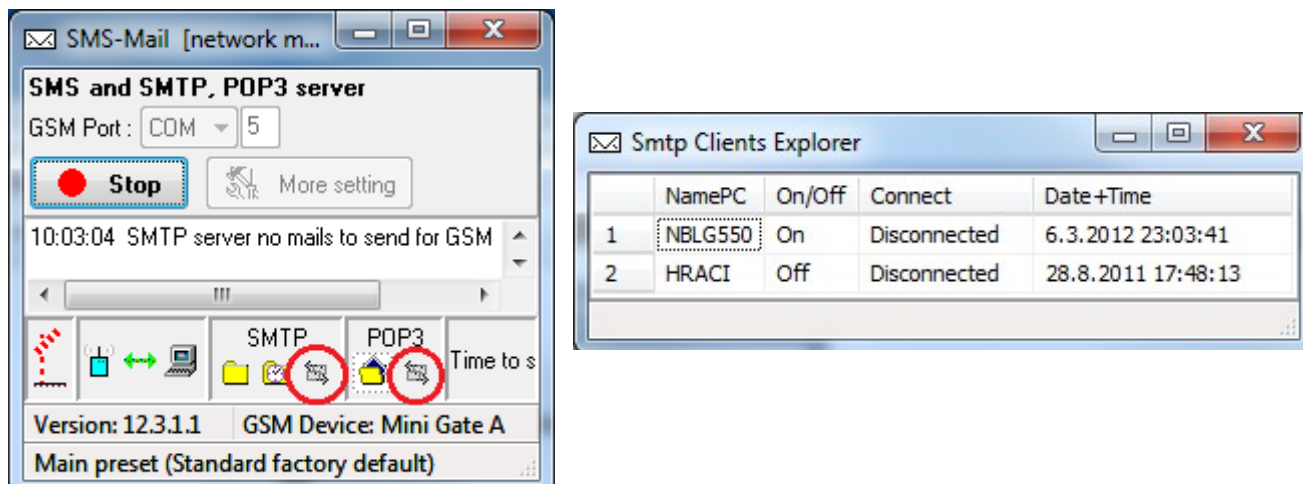 SMS-Mail [network m...
SMS and SMTP, POP3 server
GSM Port : COM 5
Stop More setting
10:03:04 SMTP server no mails to send for GSM
SMTP POP3
Time to s
Version: 12.3.1.1 GSM Device: Mini Gate A
Main preset (Standard factory default)
Smtp Clients Explorer
NamePC On/Off Connect Date+Time
1 NBLG550 On Disconnected 6.3.2012 23:03:41
2 HRACI Off Disconnected 28.8.2011 17:48:13